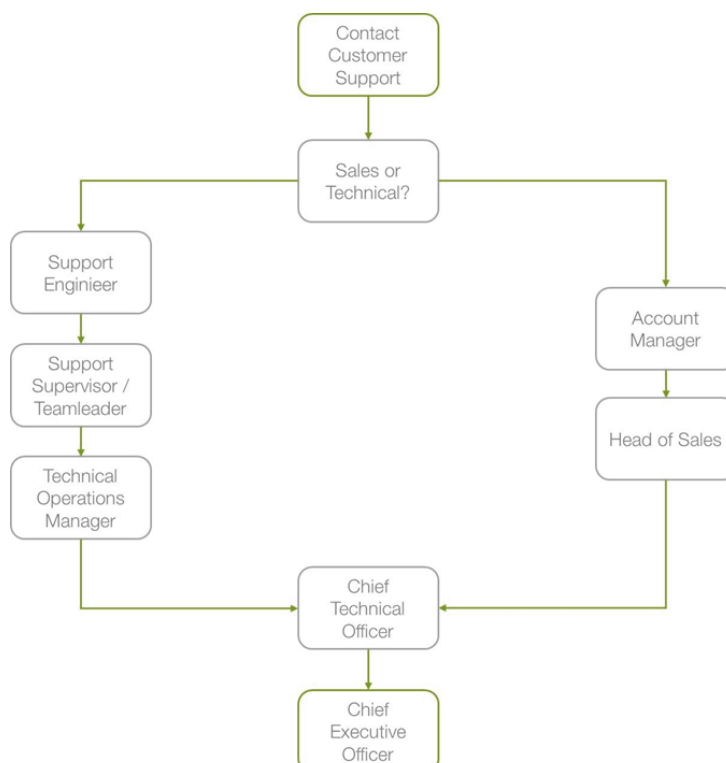 Contact
Customer
Support
Sales or
Technical?
Support
Enginieer
Support
Supervisor /
Teamleader
Technical
Operations
Manager
Account
Manager
Head of Sales
Chief
Technical
Officer
Chief
Executive
Officer